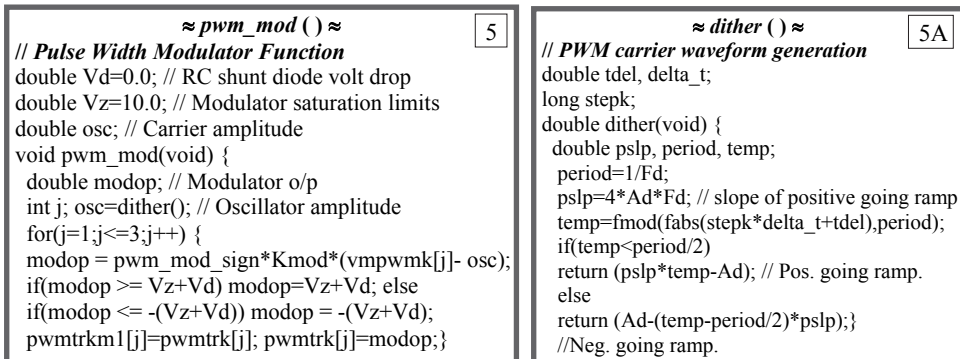 ≈ pwm_mod ( ) ≈
5
// Pulse Width Modulator Function
double Vd=0.0; // RC shunt diode volt drop
double Vz=10.0; // Modulator saturation limits
double osc; // Carrier amplitude
void pwm_mod(void) {
double modop; // Modulator o/p
int j; osc=dither(); // Oscillator amplitude
for(j=1;j<=3;j++) {
modop = pwm_mod_sign*Kmod*(vmpwmk[j]- osc);
if(modop >= Vz+Vd) modop=Vz+Vd; else
if(modop <= -(Vz+Vd)) modop = -(Vz+Vd);
pwmtrkm1[j]=pwmtrk[j]; pwmtrk[j]=modop;}
≈ dither ( ) ≈
5A
// PWM carrier waveform generation
double tdel, delta_t;
long stepk;
double dither(void) {
double pslp, period, temp;
period=1/Fd;
pslp=4*Ad*Fd; // slope of positive going ramp
temp=fmod(fabs(stepk*delta_t+tdel),period);
if(temp<period/2)
return (pslp*temp-Ad); // Pos. going ramp.
else
return (Ad-(temp-period/2)*pslp);}
//Neg. going ramp.